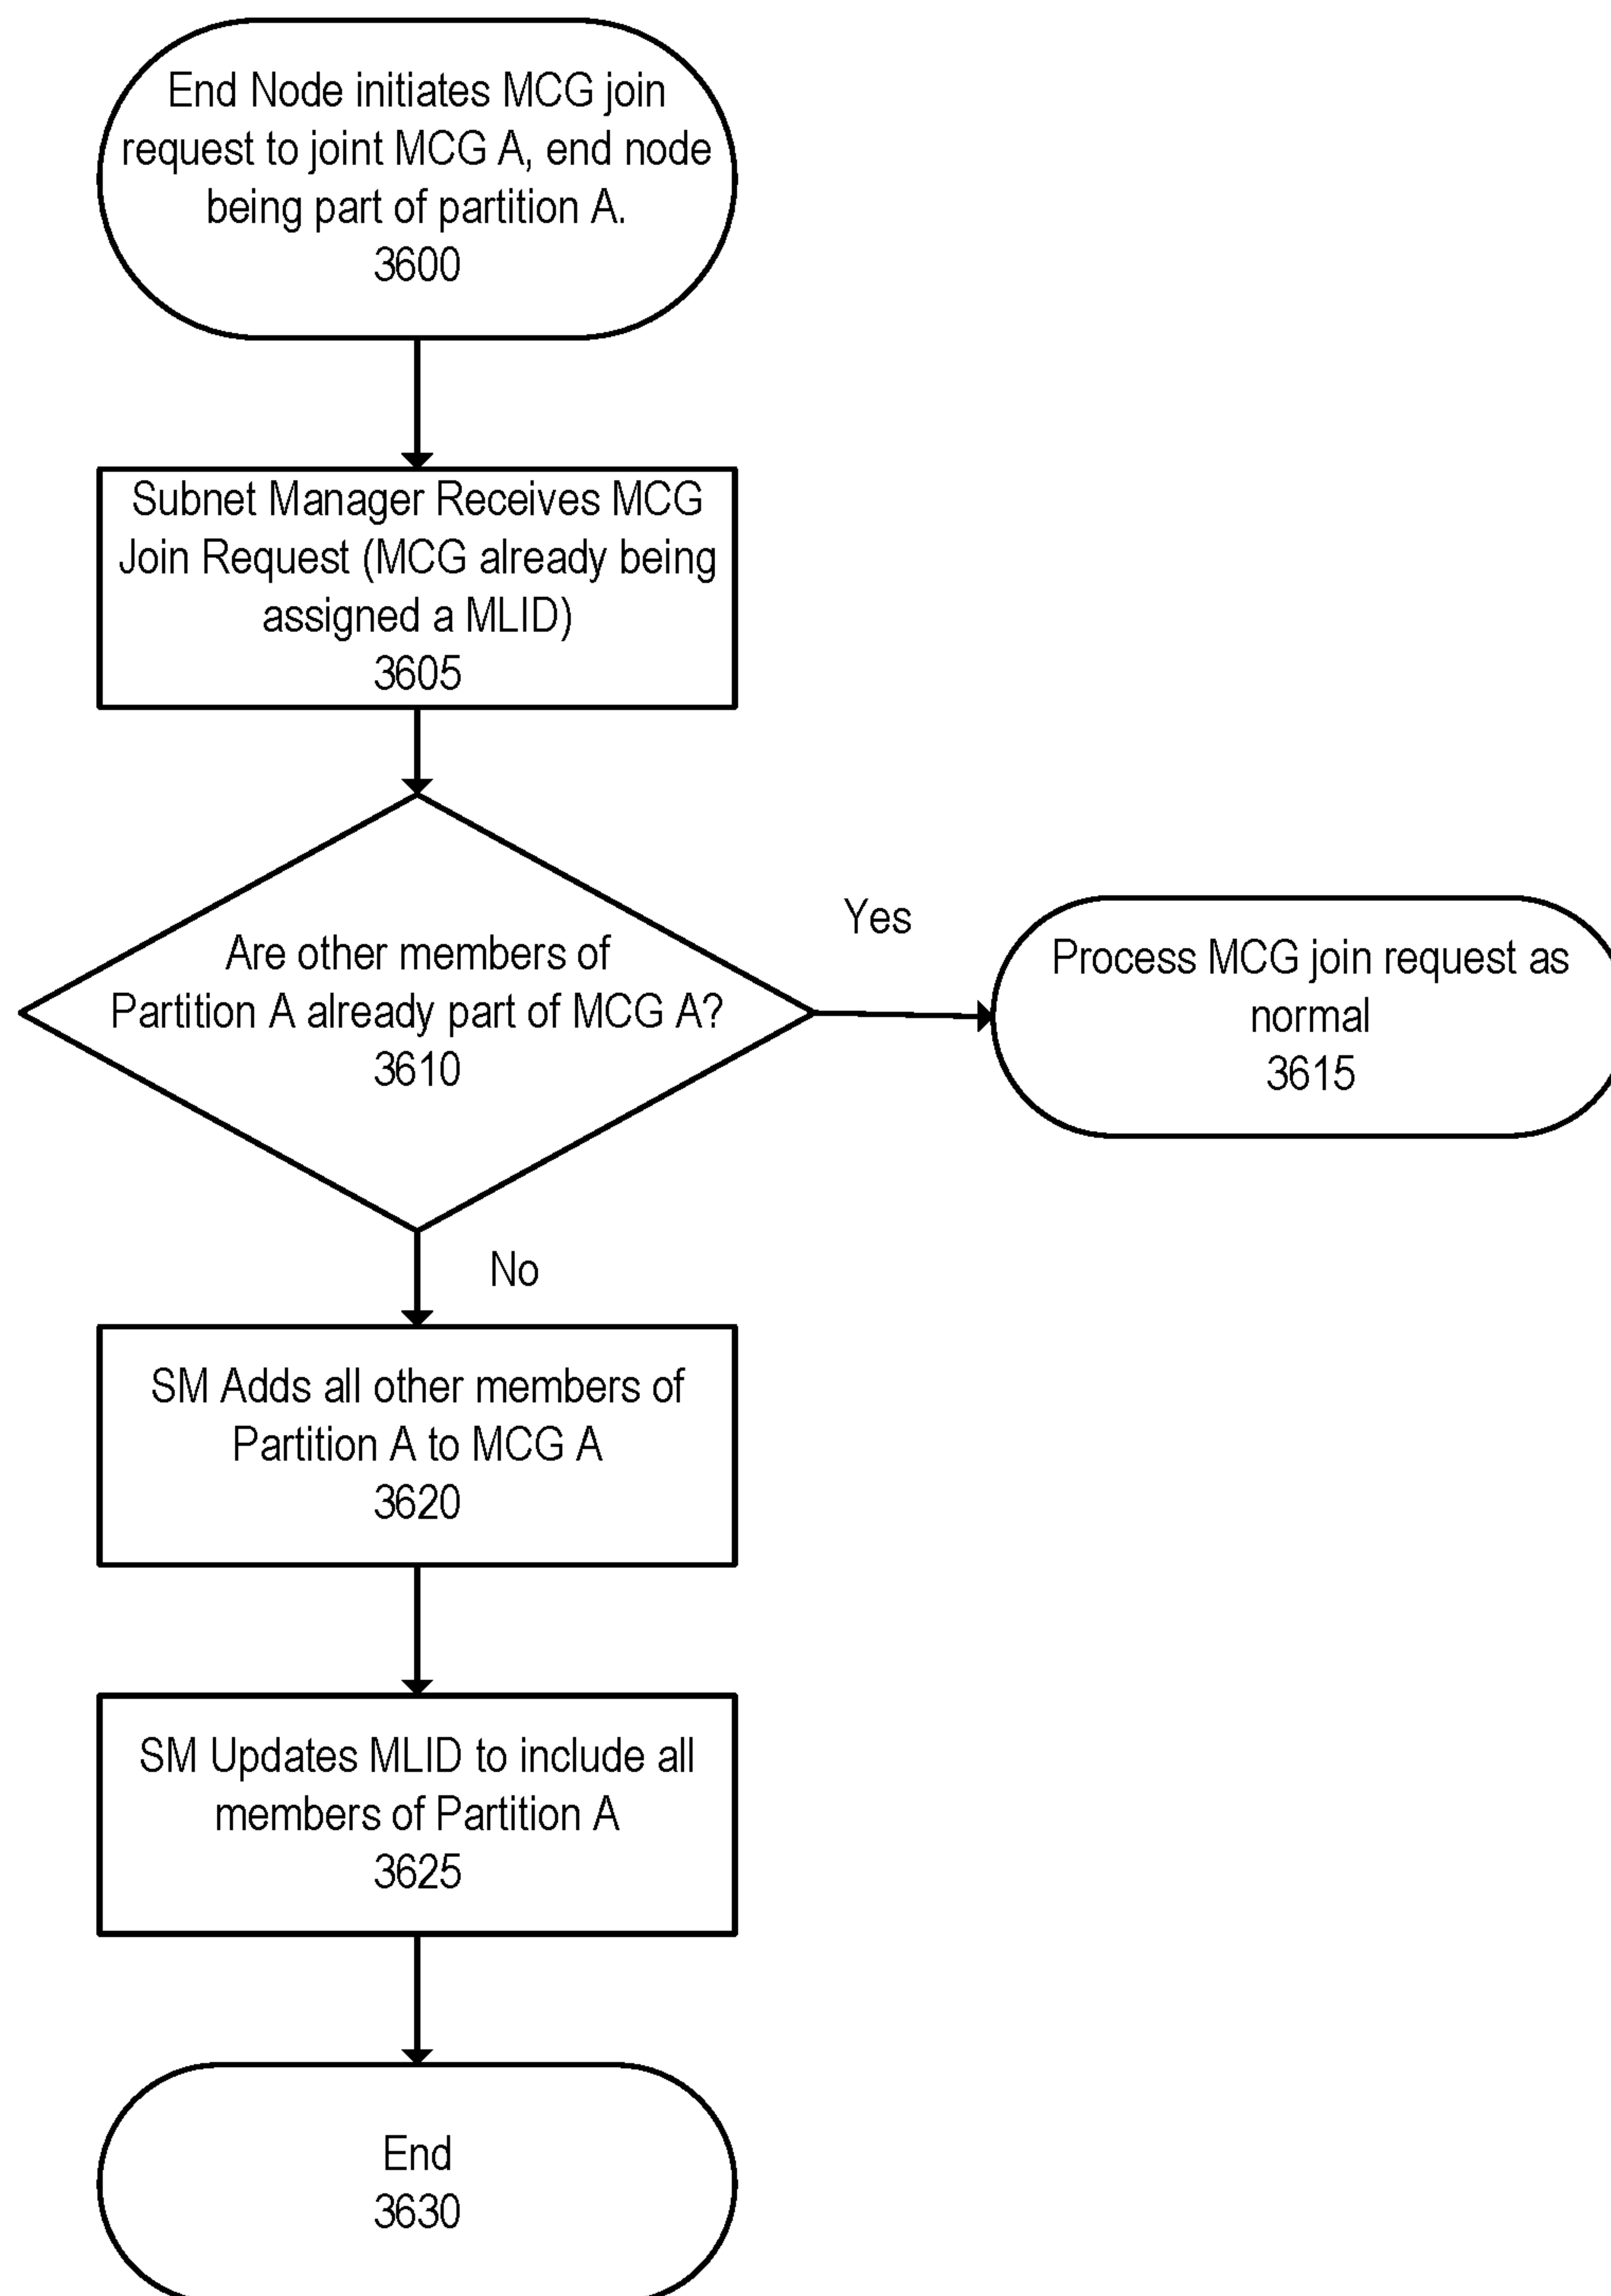 End Node initiates MCG join
request to joint MCG A, end node
being part of partition A.
3600
Subnet Manager Receives MCG
Join Request (MCG already being
assigned a MLID)
3605
Are other members of
Partition A already part of MCG A?
3610
Yes
Process MCG join request as
normal
3615
No
SM Adds all other members of
Partition A to MCG A
3620
SM Updates MLID to include all
members of Partition A
3625
End
3630